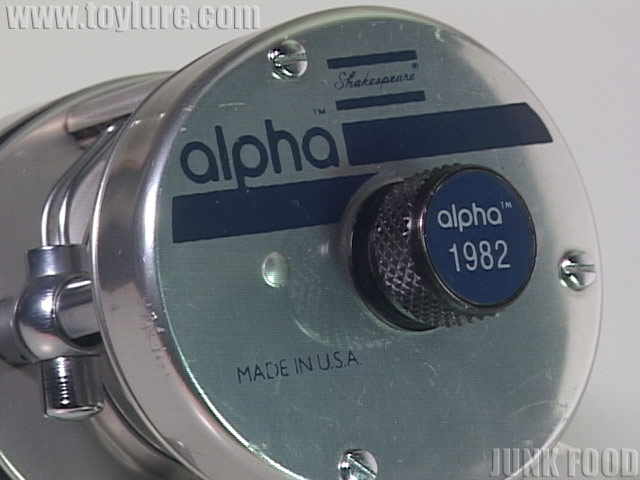 www.toylure.com
Shakespeare®
alpha™
alpha™
1982
MADE IN U.S.A.
JUNK FOOD